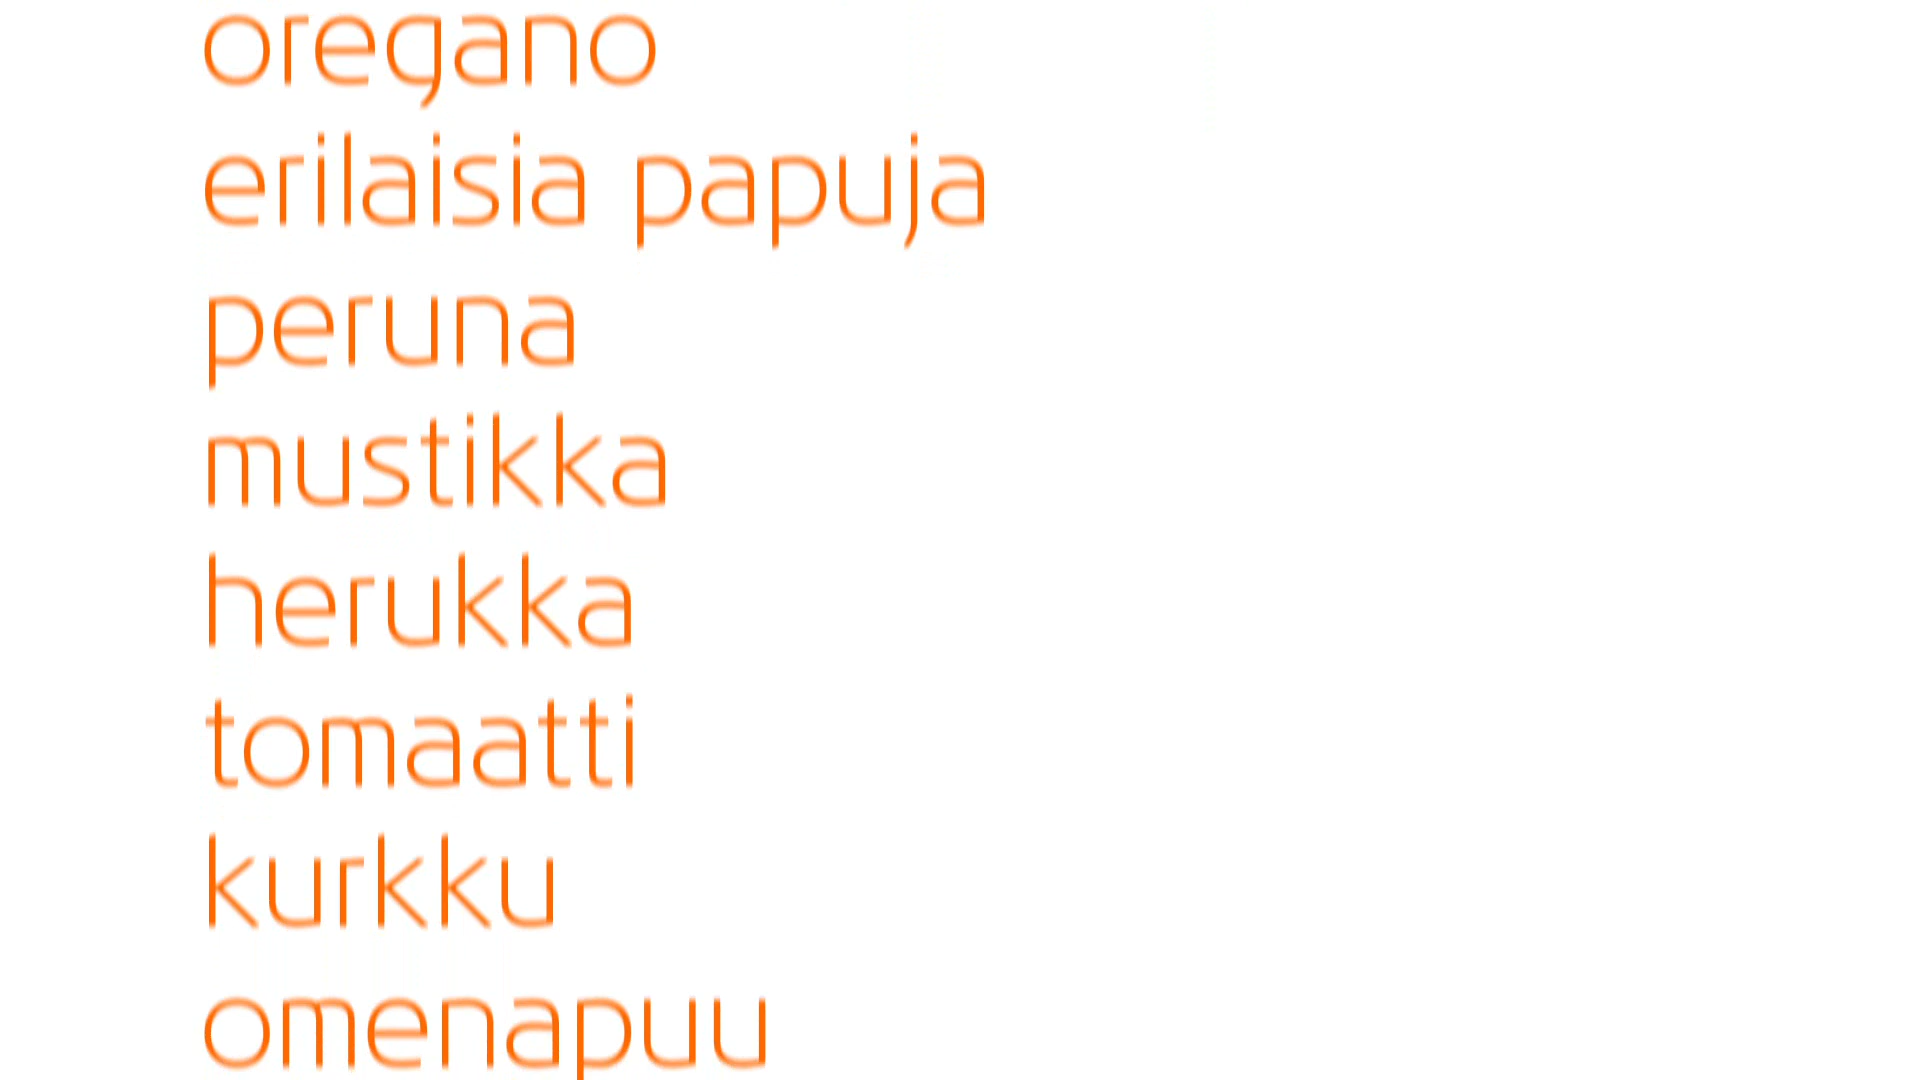 oregano
erilaisia papuja
peruna
mustikka
herukka
tomaatti
kurkku
omenapuu